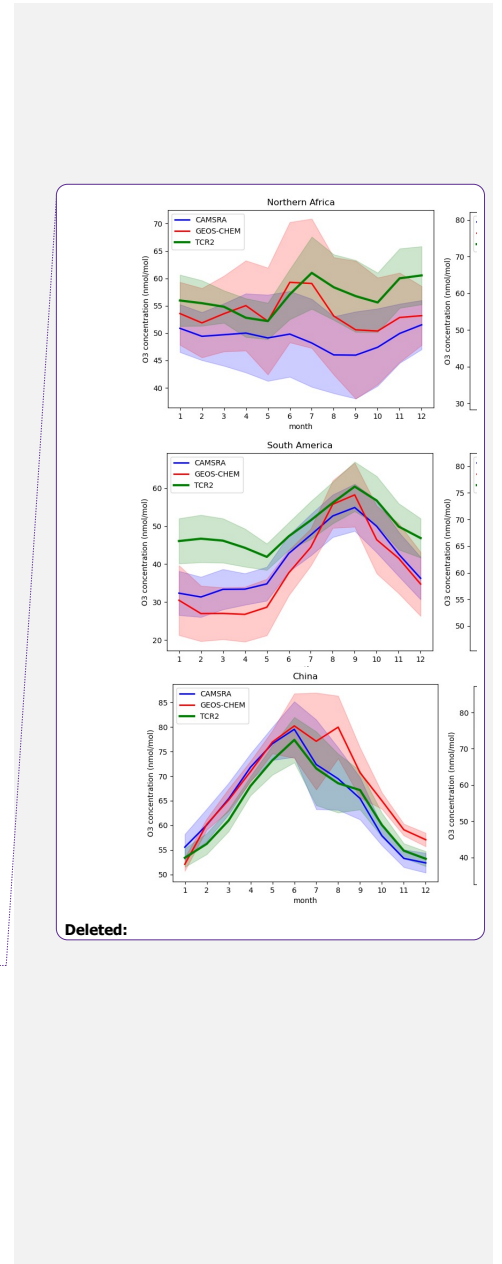 Northern Africa
CAMSRA
GEOS-CHEM
TCR2
O3 concentration (nmol/mol)
70
65
60
55
50
45
40
1 2 3 4 5 6 7 8 9 10 11 12
month
O3 concentration (nmol/mol)
80
70
60
50
40
30
South America
CAMSRA
GEOS-CHEM
TCR2
O3 concentration (nmol/mol)
60
50
40
30
20
1 2 3 4 5 6 7 8 9 10 11 12
O3 concentration (nmol/mol)
80
75
70
65
60
55
50
China
CAMSRA
GEOS-CHEM
TCR2
O3 concentration (nmol/mol)
85
80
75
70
65
60
55
50
1 2 3 4 5 6 7 8 9 10 11 12
month
O3 concentration (nmol/mol)
80
70
60
50
40
Deleted: